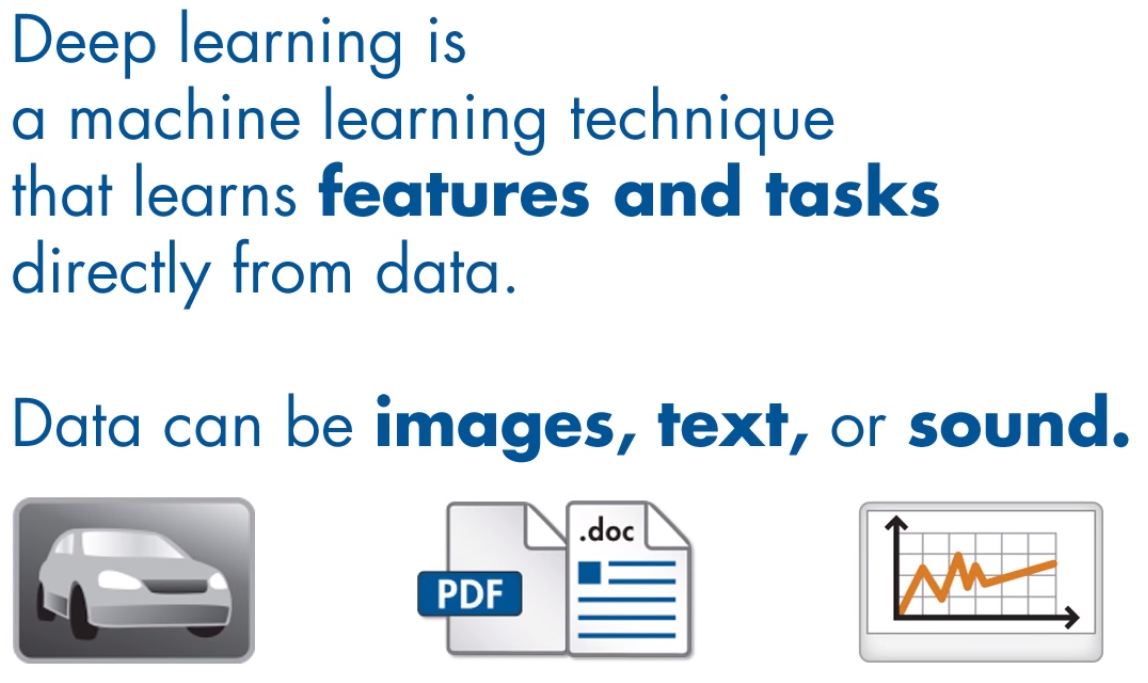 Deep learning is
a machine learning technique
that learns features and tasks
directly from data.
Data can be images, text, or sound.
.doc
PDF